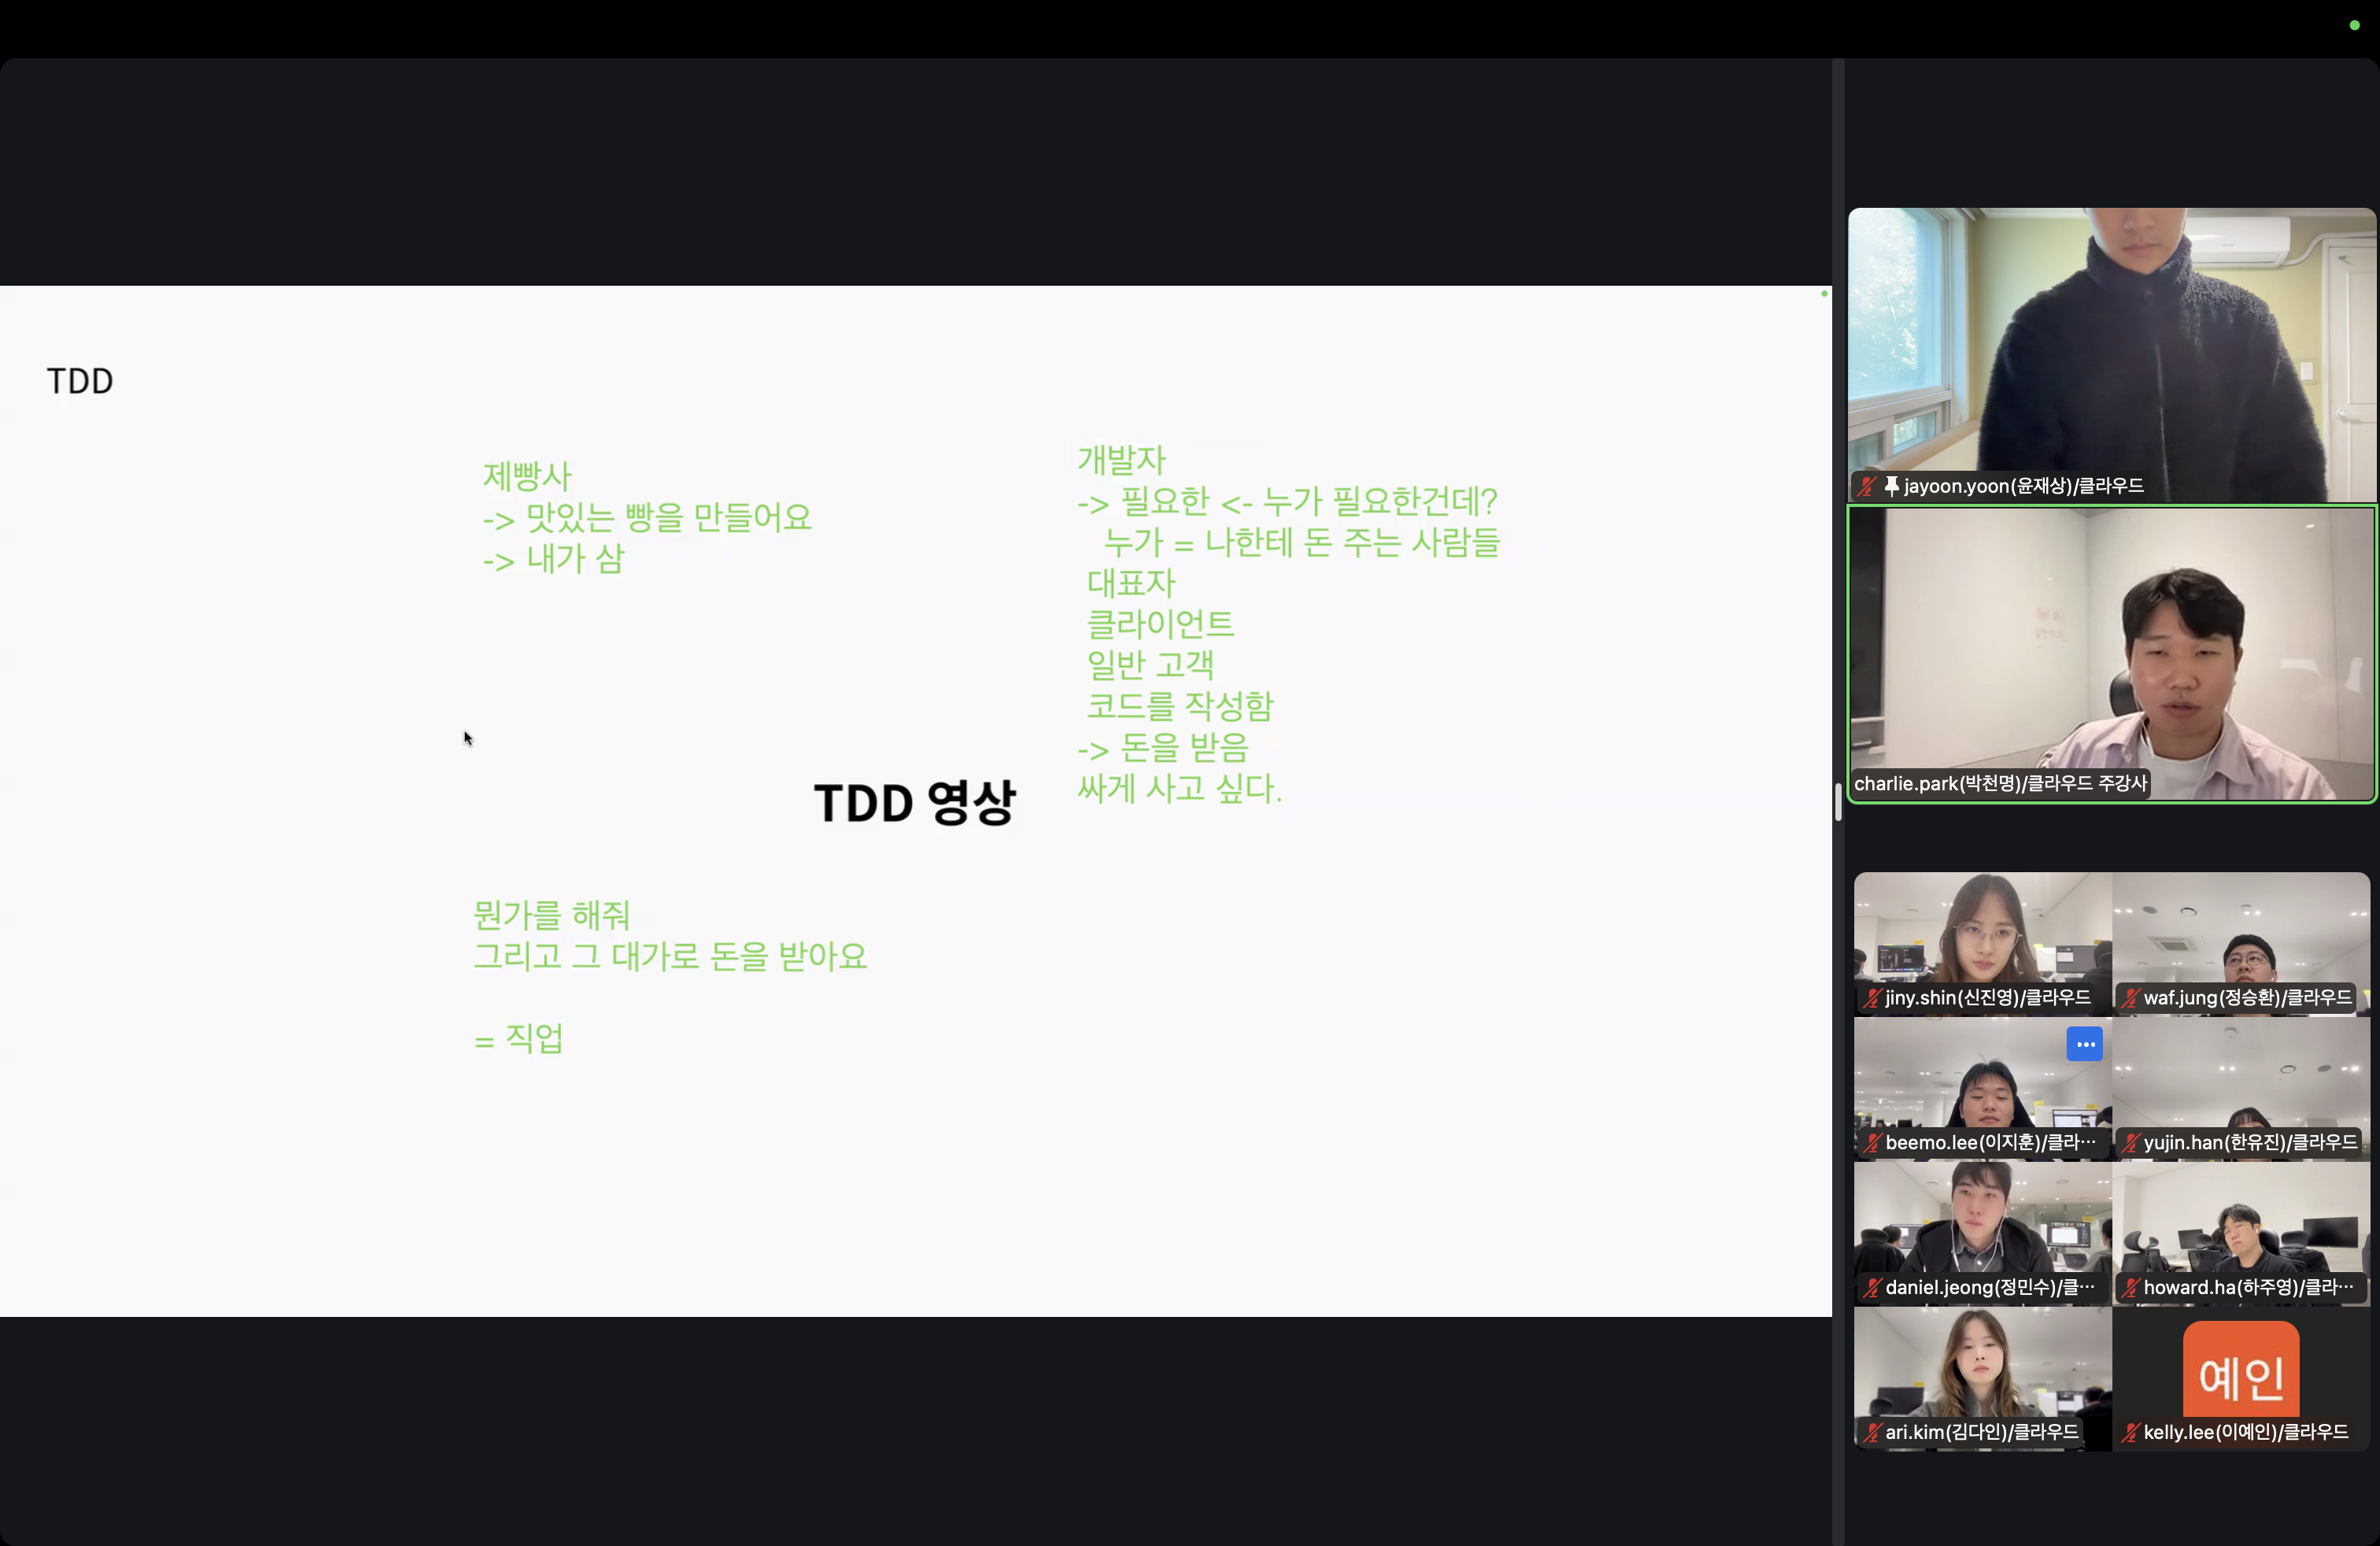 TDD
제빵사
-> 맛있는 빵을 만들어요
-> 내가 삼
개발자
-> 필요한 <- 누가 필요한건데?
누가 = 나한테 돈 주는 사람들
대표자
클라이언트
일반 고객
코드를 작성함
-> 돈을 받음
싸게 사고 싶다.
TDD 영상
뭔가를 해줘
그리고 그 대가로 돈을 받아요
= 직업
jayoon.yoon(윤재상)/클라우드
charlie.park(박천명)/클라우드 주강사
jiny.shin(신진영)/클라우드
waf.jung(정승환)/클라우드
beemo.lee(이지훈)/클라···
yujin.han(한유진)/클라우드
daniel.jeong(정민수)/클···
howard.ha(하주영)/클라···
ari.kim(김다인)/클라우드
예인
kelly.lee(이예인)/클라우드